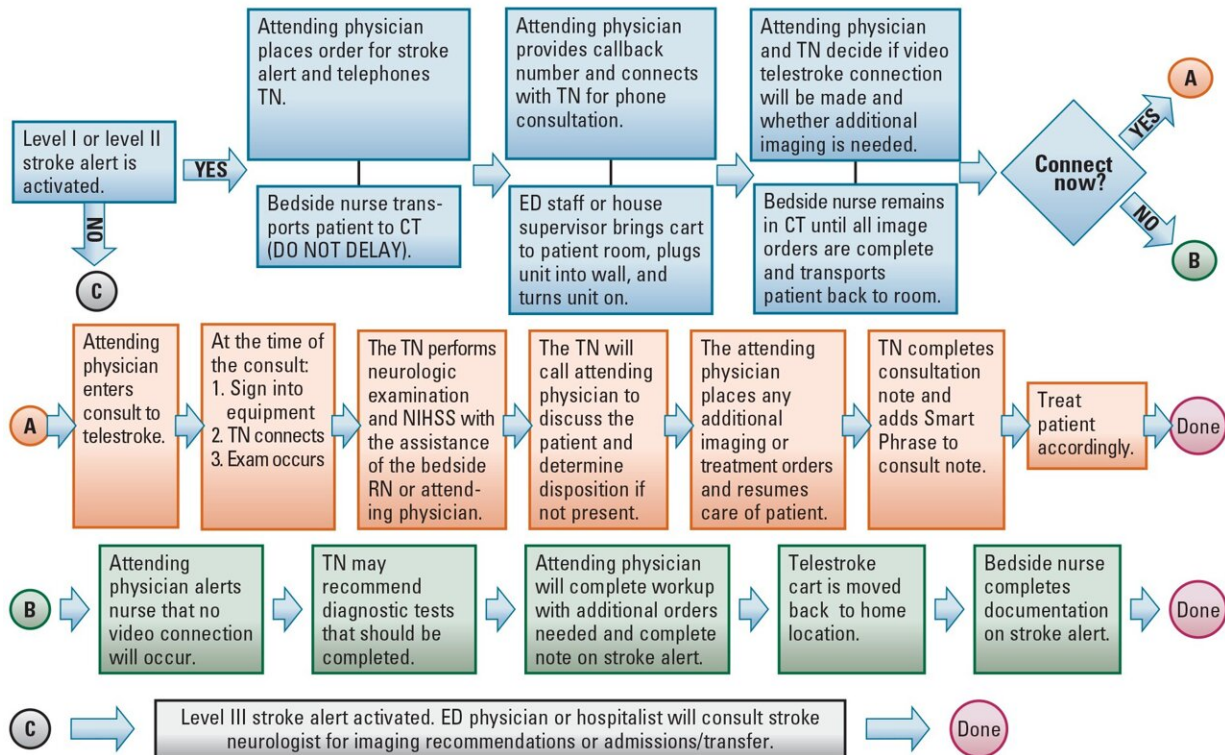 Attending physician
places order for stroke
alert and telephones
TN.
Attending physician
provides callback
number and connects
with TN for phone
consultation.
Attending physician
and TN decide if video
telestroke connection
will be made and
whether additional
imaging is needed.
A
YES
Level I or level II
stroke alert is
activated.
YES
Connect
now?
Bedside nurse trans-
ports patient to CT
(DO NOT DELAY).
ED staff or house
supervisor brings cart
to patient room, plugs
unit into wall, and
turns unit on.
Bedside nurse remains
in CT until all image
orders are complete
and transports
patient back to room.
NO
NO
B
C
A
Attending
physician
enters
consult to
telestroke.
At the time of
the consult:
1. Sign into
equipment
2. TN connects
3. Exam occurs
The TN performs
neurologic
examination
and NIHSS with
the assistance
of the bedside
RN or attend-
ing physician.
The TN will
call attending
physician to
discuss the
patient and
determine
disposition if
not present.
The attending
physician
places any
additional
imaging or
treatment orders
and resumes
care of patient.
TN completes
consultation
note and
adds Smart
Phrase to
consult note.
Treat
patient
accordingly.
Done
B
Attending
physician alerts
nurse that no
video connection
will occur.
TN may
recommend
diagnostic tests
that should be
completed.
Attending physician
will complete workup
with additional orders
needed and complete
note on stroke alert.
Telestroke
cart is moved
back to home
location.
Bedside nurse
completes
documentation
on stroke alert.
Done
C
Level III stroke alert activated. ED physician or hospitalist will consult stroke
neurologist for imaging recommendations or admissions/transfer.
Done